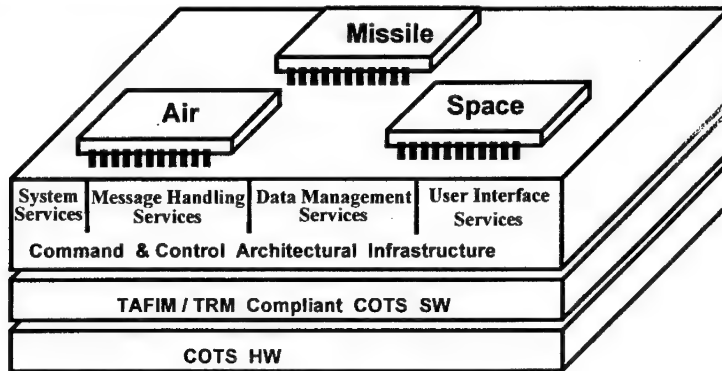 Missile
Air
Space
System
Services
Message Handling
Services
Data Management
Services
User Interface
Services
Command & Control Architectural Infrastructure
TAFIM / TRM Compliant COTS SW
COTS HW